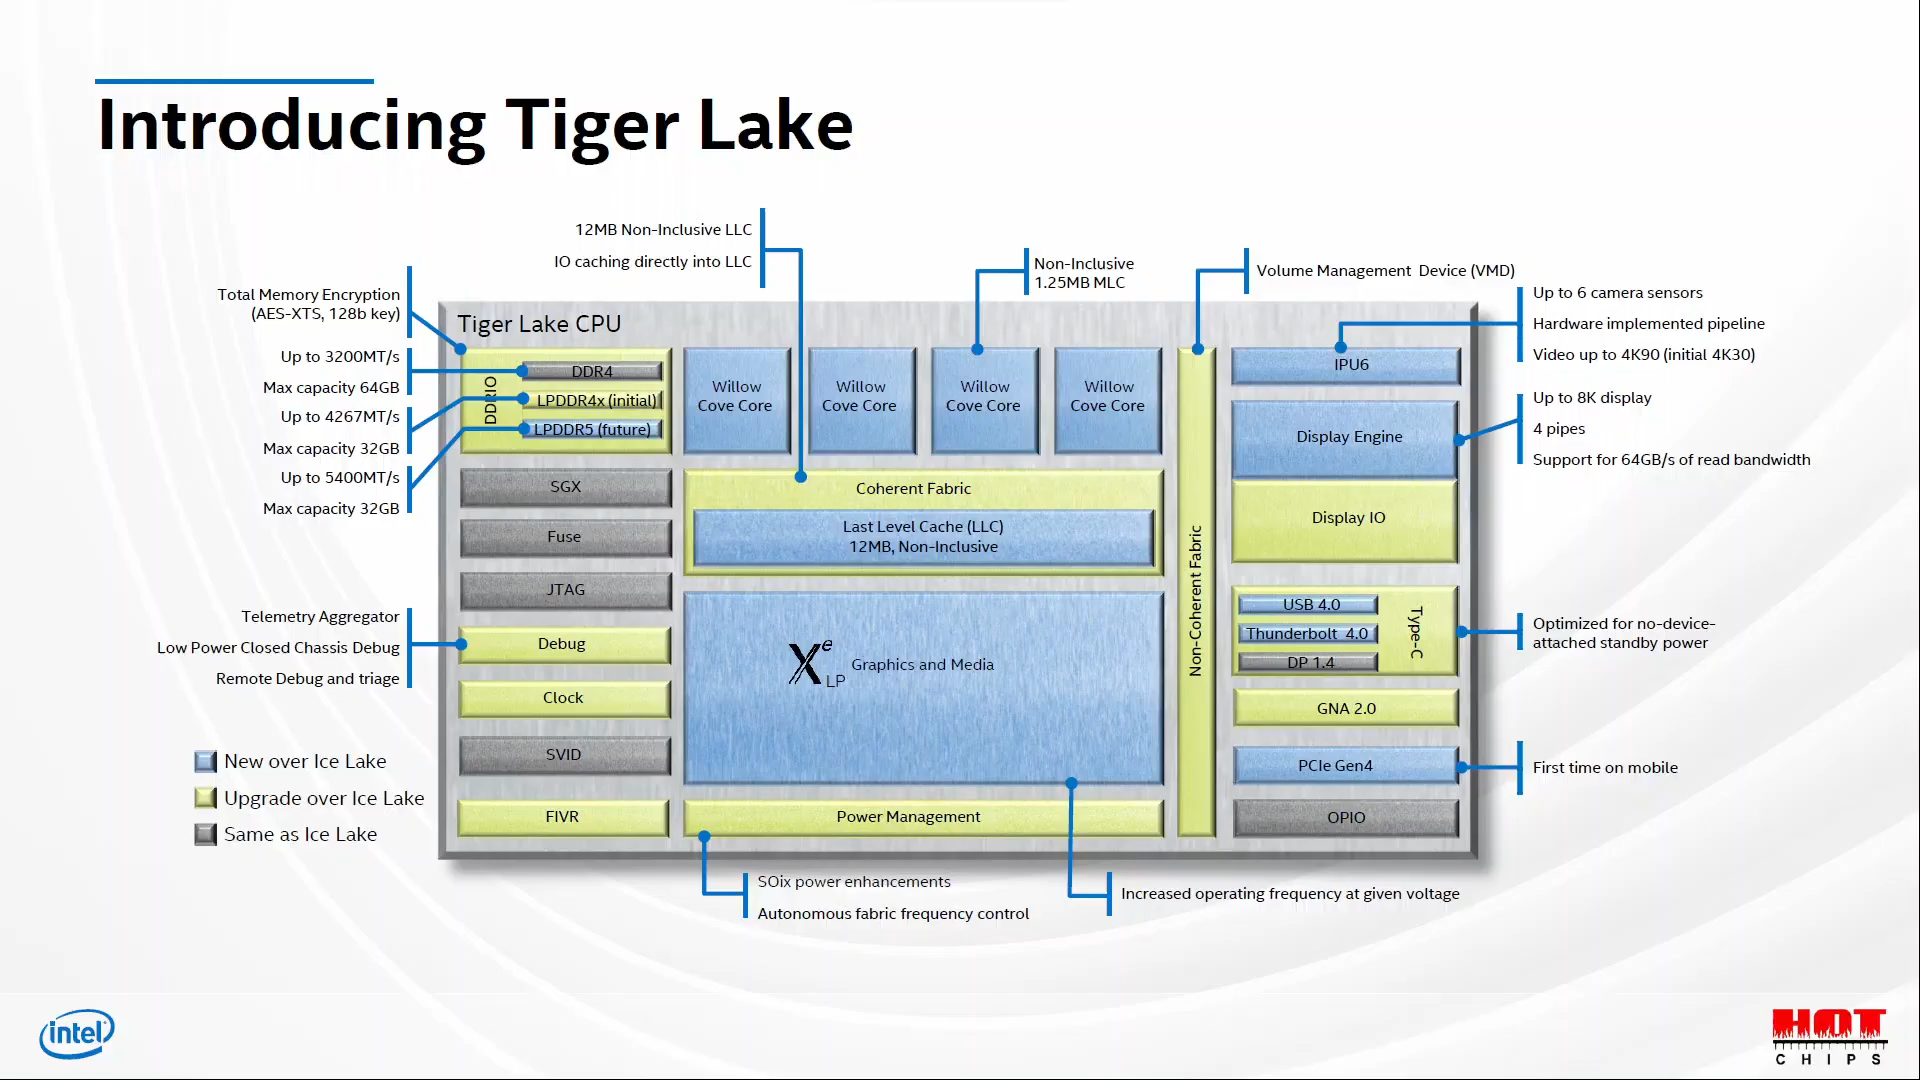 Introducing Tiger Lake
12MB Non-Inclusive LLC
IO caching directly into LLC
Non-Inclusive
1.25MB MLC
Volume Management Device (VMD)
Total Memory Encryption
(AES-XTS, 128b key)
Up to 3200MT/s
Max capacity 64GB
Up to 4267MT/s
Max capacity 32GB
Up to 5400MT/s
Max capacity 32GB
Telemetry Aggregator
Low Power Closed Chassis Debug
Remote Debug and triage
New over Ice Lake
Upgrade over Ice Lake
Same as Ice Lake
Tiger Lake CPU
DDRIO
DDR4
LPDDR4x (initial)
LPDDR5 (future)
SGX
Fuse
JTAG
Debug
Clock
SVID
FIVR
Willow
Cove Core
Willow
Cove Core
Willow
Cove Core
Willow
Cove Core
Coherent Fabric
Last Level Cache (LLC)
12MB, Non-Inclusive
Xe LP Graphics and Media
Power Management
Non-Coherent Fabric
IPU6
Display Engine
Display IO
USB 4.0
Thunderbolt 4.0
DP 1.4
Type-C
GNA 2.0
PCIe Gen4
OPIO
Up to 6 camera sensors
Hardware implemented pipeline
Video up to 4K90 (initial 4K30)
Up to 8K display
4 pipes
Support for 64GB/s of read bandwidth
Optimized for no-device-
attached standby power
First time on mobile
SOix power enhancements
Autonomous fabric frequency control
Increased operating frequency at given voltage
intel
HOT
CHIPS